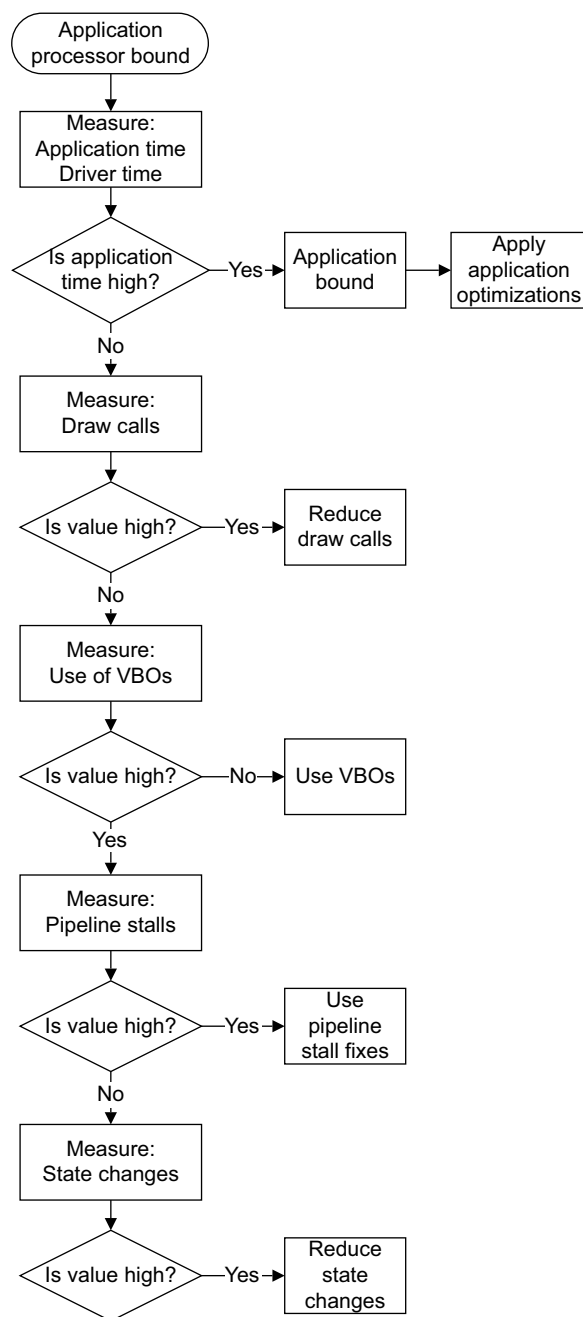 Application
processor bound
Measure:
Application time
Driver time
Is application
time high?
Yes
Application
bound
Apply
application
optimizations
No
Measure:
Draw calls
Is value high?
Yes
Reduce
draw calls
No
Measure:
Use of VBOs
Is value high?
No
Use VBOs
Yes
Measure:
Pipeline stalls
Is value high?
Yes
Use
pipeline
stall fixes
No
Measure:
State changes
Is value high?
Yes
Reduce
state
changes